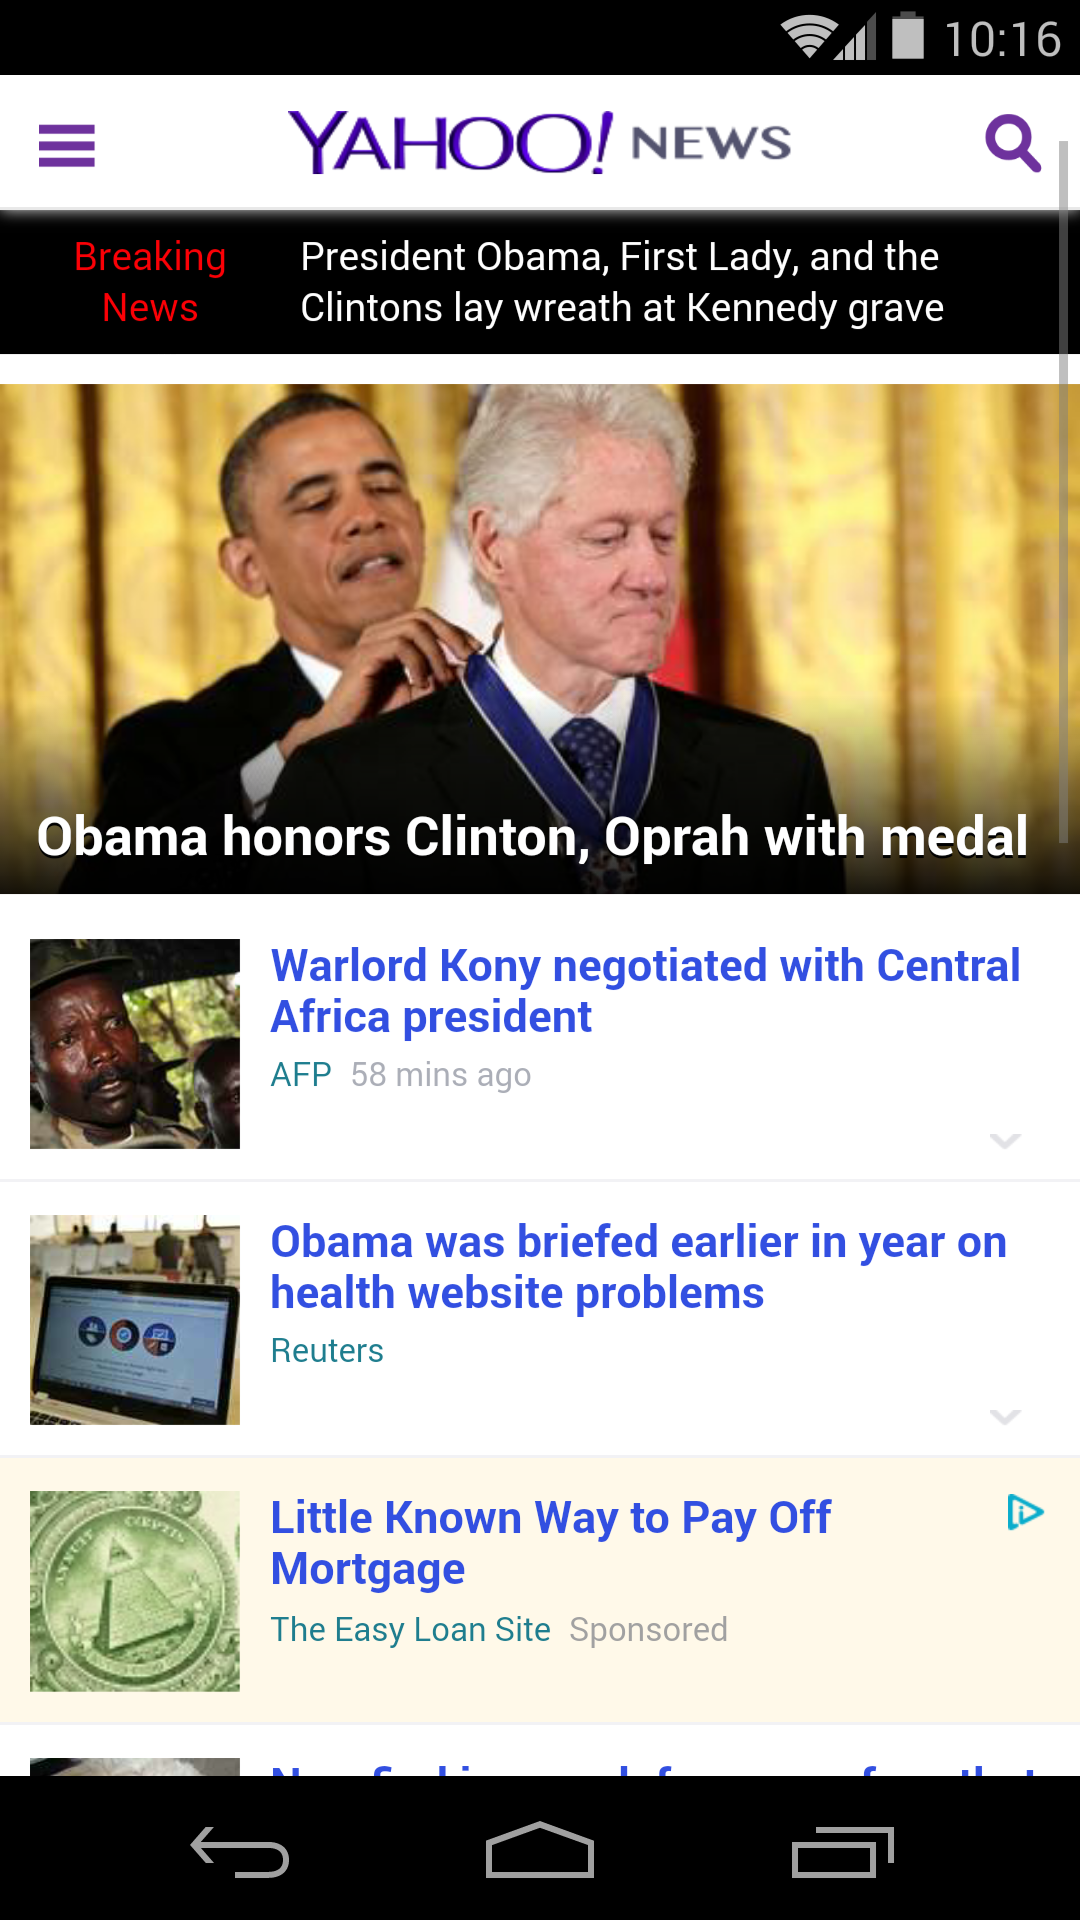 10:16
YAHOO! NEWS
Breaking
News
President Obama, First Lady, and the
Clintons lay wreath at Kennedy grave
Obama honors Clinton, Oprah with medal
Warlord Kony negotiated with Central
Africa president
AFP 58 mins ago
Obama was briefed earlier in year on
health website problems
Reuters
Little Known Way to Pay Off
Mortgage
The Easy Loan Site Sponsored